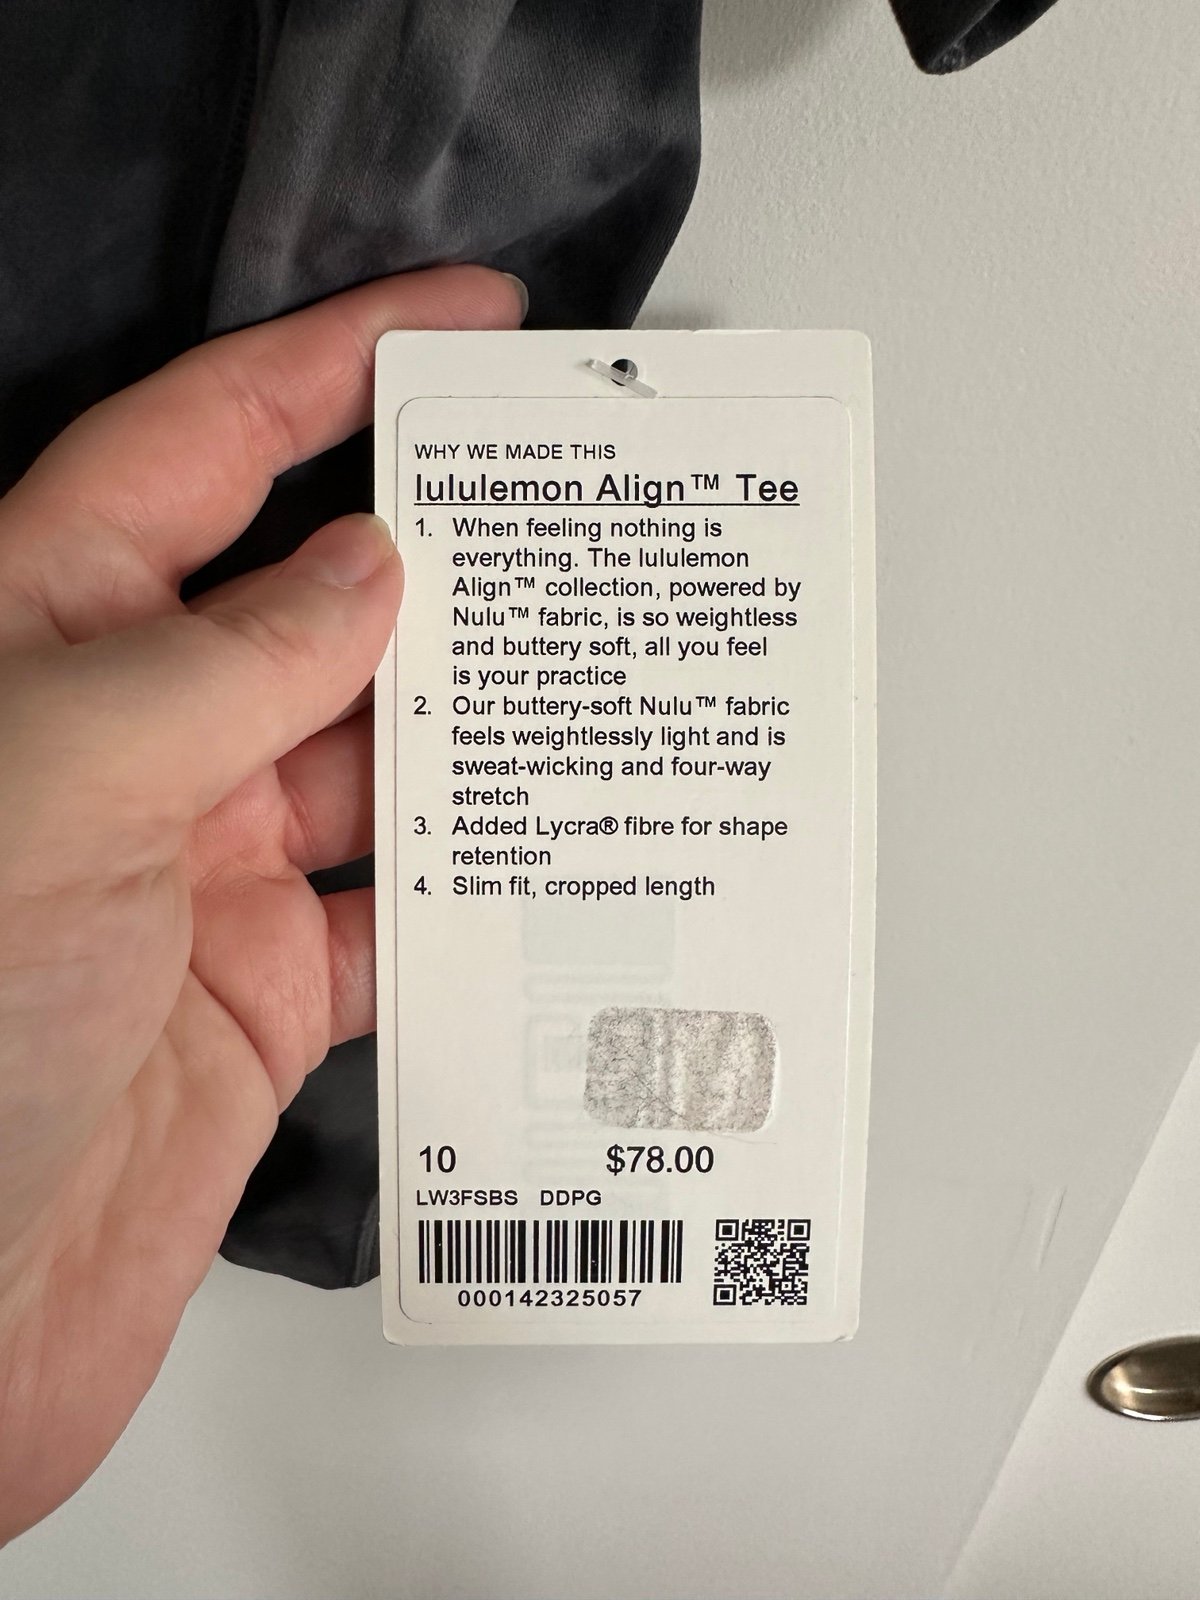 WHY WE MADE THIS
lululemon Align™ Tee
1. When feeling nothing is
everything. The lululemon
Align™ collection, powered by
Nulu™ fabric, is so weightless
and buttery soft, all you feel
is your practice
2. Our buttery-soft Nulu™ fabric
feels weightlessly light and is
sweat-wicking and four-way
stretch
3. Added Lycra® fibre for shape
retention
4. Slim fit, cropped length
10 $78.00
LW3FSBS DDPG
000142325057